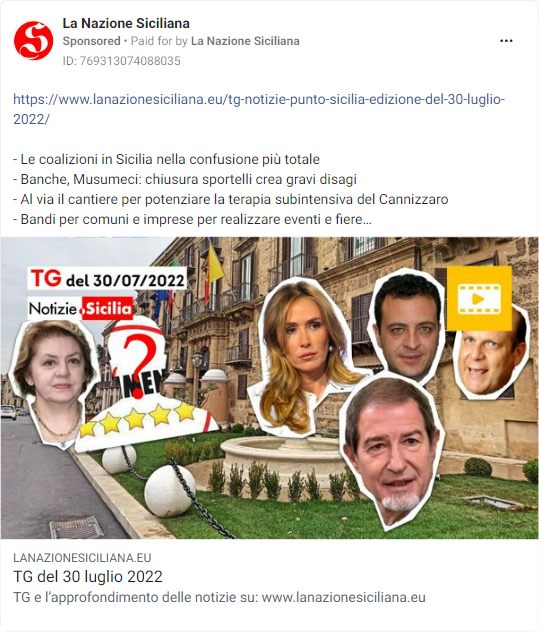 La Nazione Siciliana
Sponsored • Paid for by La Nazione Siciliana
ID: 769313074088035
https://www.lanazionesiciliana.eu/tg-notizie-punto-sicilia-edizione-del-30-luglio-
2022/
- Le coalizioni in Sicilia nella confusione più totale
- Banche, Musumeci: chiusura sportelli crea gravi disagi
- Al via il cantiere per potenziare la terapia subintensiva del Cannizzaro
- Bandi per comuni e imprese per realizzare eventi e fiere...
TG del 30/07/2022
Notizie.Sicilia
?
LANAZIONESICILIANA.EU
TG del 30 luglio 2022
TG e l'approfondimento delle notizie su: www.lanazionesiciliana.eu